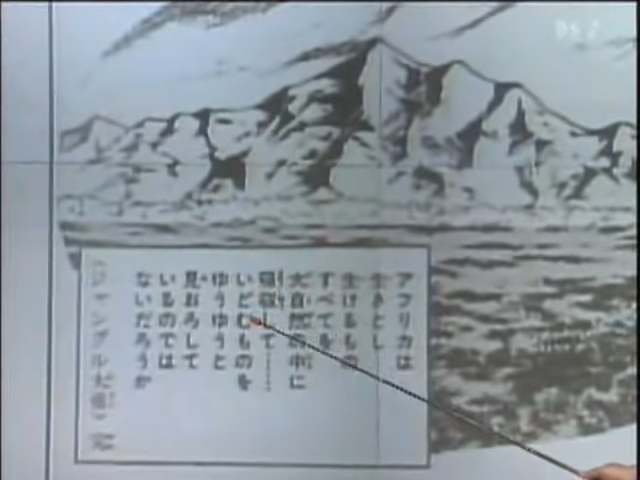 アフリカは
生きとし
生けるもの
すべてを
大自然の中に
吸収して……
いどむものを
ゆうゆうと
見おろして
いるのでは
ないだろうか
(ジャングル大帝) 完